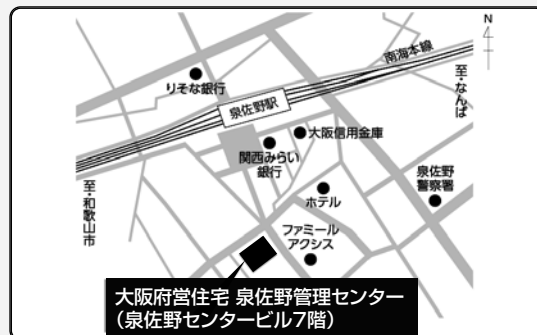 N
南海本線
至・なんば
りそな銀行
泉佐野駅
大阪信用金庫
関西みらい
銀行
泉佐野
警察署
至・和歌山市
ホテル
ファミール
アクシス
大阪府営住宅 泉佐野管理センター
（泉佐野センタービル7階）